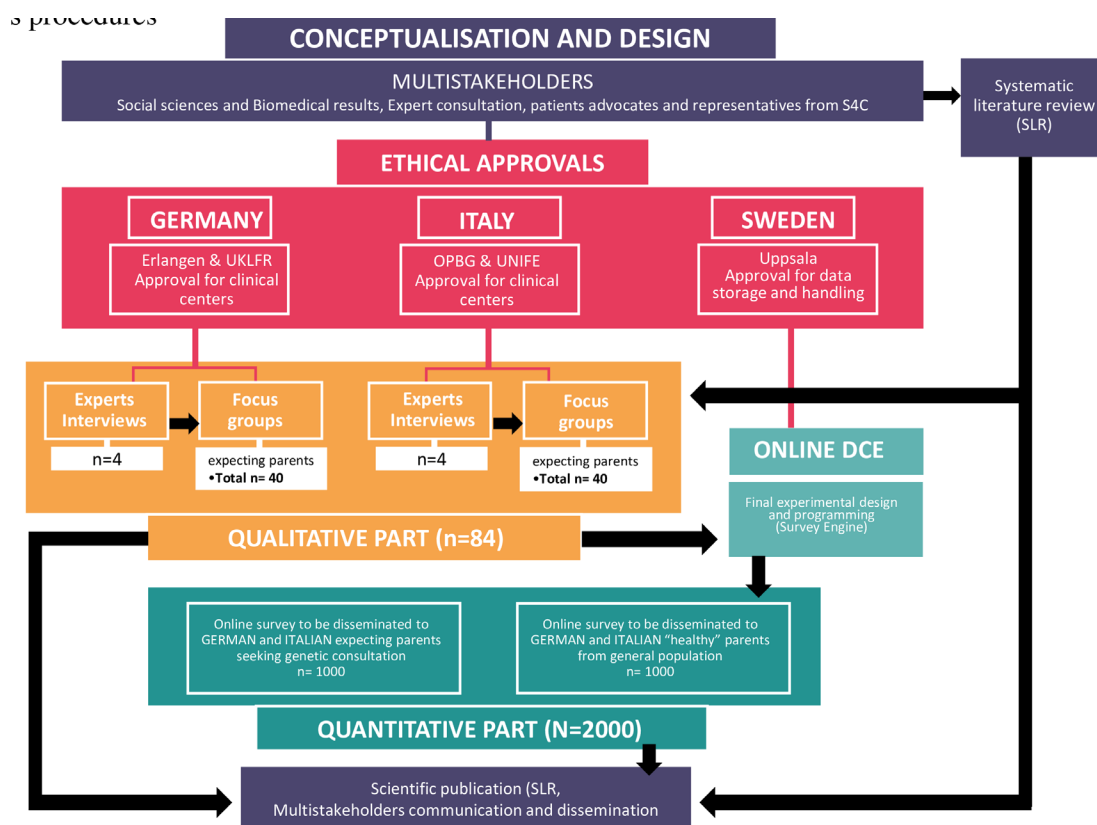 s procedures
CONCEPTUALISATION AND DESIGN
MULTISTAKEHOLDERS
Social sciences and Biomedical results, Expert consultation, patients advocates and representatives from S4C
Systematic
literature review
(SLR)
ETHICAL APPROVALS
GERMANY
Erlangen & UKLFR
Approval for clinical
centers
ITALY
OPBG & UNIFE
Approval for clinical
centers
SWEDEN
Uppsala
Approval for data
storage and handling
Experts
Interviews
n=4
Focus
groups
expecting parents
•Total n= 40
Experts
Interviews
n=4
Focus
groups
expecting parents
•Total n= 40
ONLINE DCE
Final experimental design
and programming
(Survey Engine)
QUALITATIVE PART (n=84)
Online survey to be disseminated to
GERMAN and ITALIAN expecting parents
seeking genetic consultation
n= 1000
Online survey to be disseminated to
GERMAN and ITALIAN “healthy” parents
from general population
n= 1000
QUANTITATIVE PART (N=2000)
Scientific publication (SLR,
Multistakeholders communication and dissemination